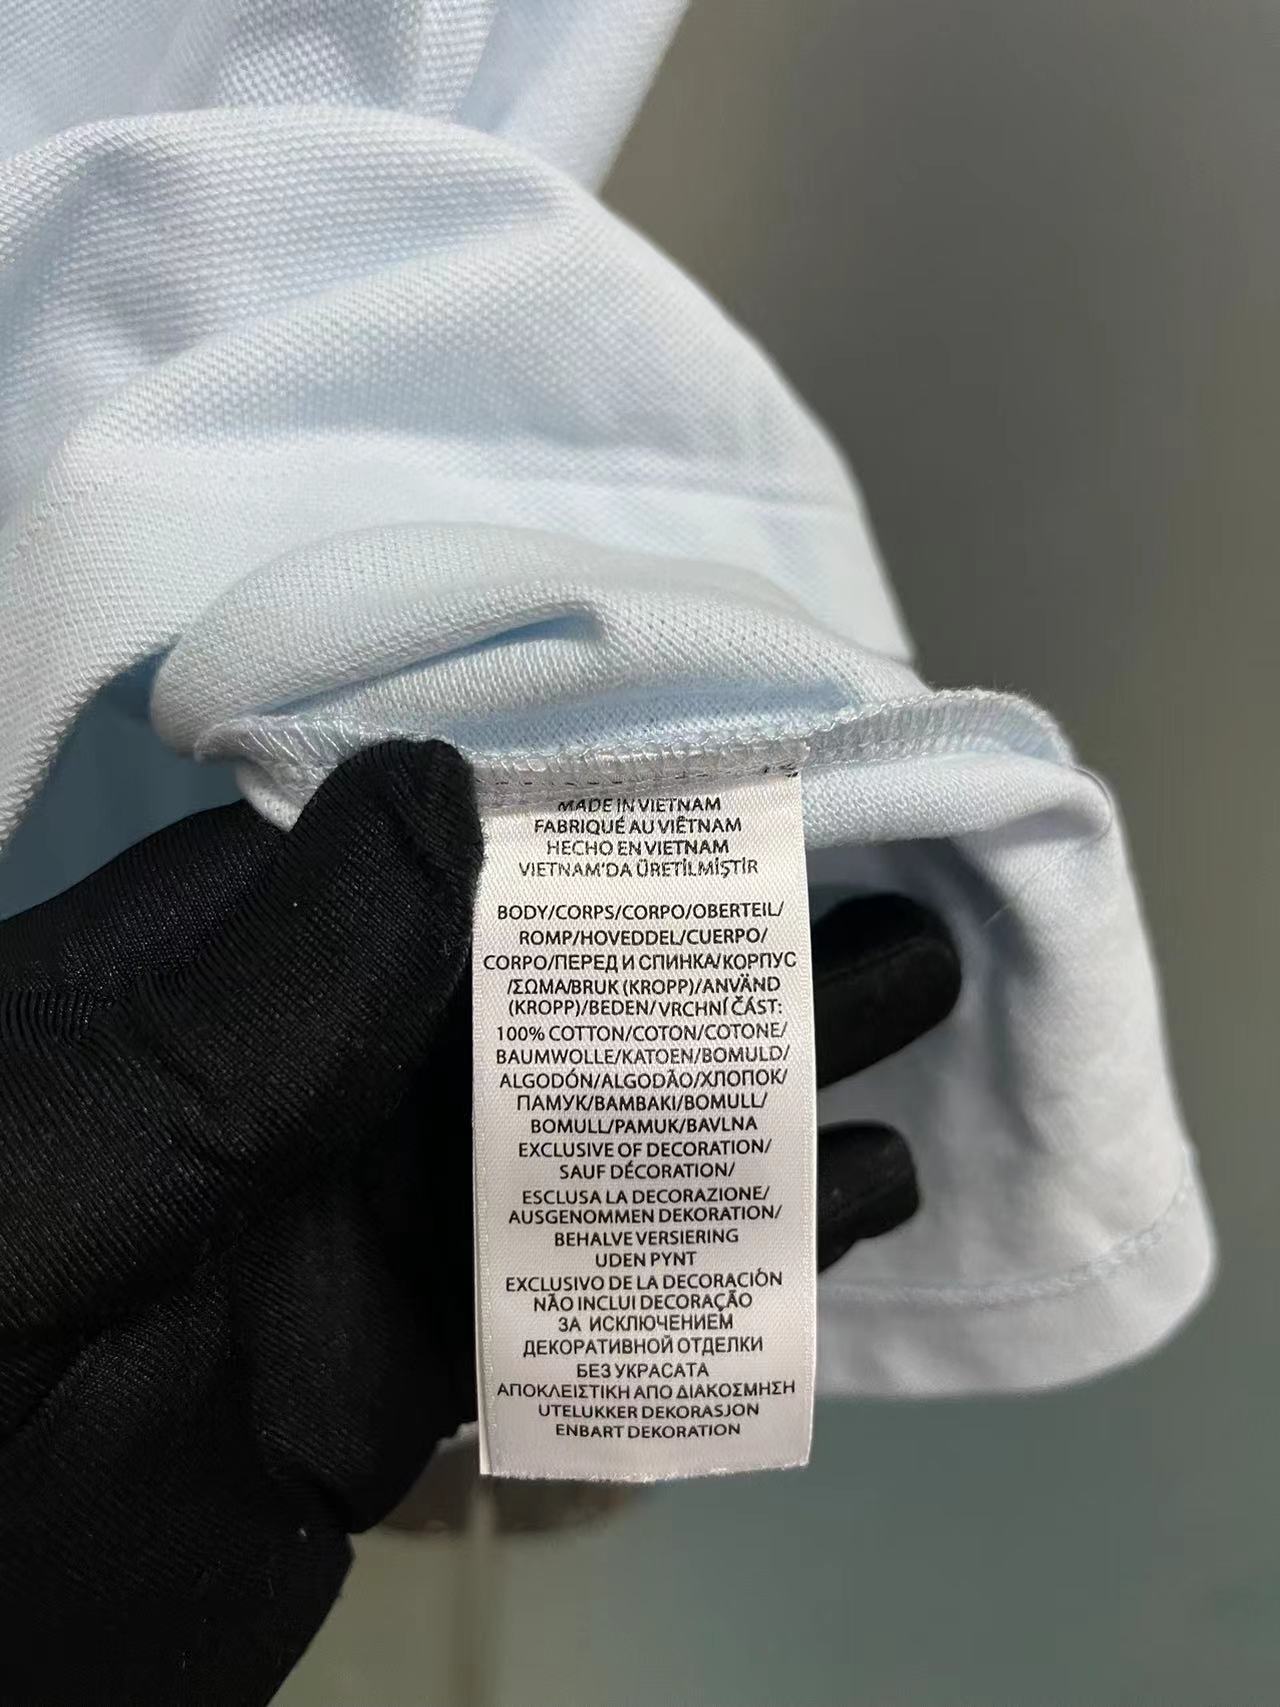 MADE IN VIETNAM
FABRIQUÉ AU VIÊTNAM
HECHO EN VIETNAM
VIETNAM'DA ÜRETİLMİŞTİR
BODY/CORPS/CORPO/OBERTEIL/
ROMP/HOVEDDEL/CUERPO/
CORPO/ПЕРЕД И СПИНКА/КОРПУС
/ΣΩΜΑ/BRUK (KROPP)/ANVÄND
(KROPP)/BEDEN/VRCHNÍ ČÁST:
100% COTTON/COTON/COTONE/
BAUMWOLLE/KATOEN/BOMULD/
ALGODÓN/ALGODÃO/ХЛОПОК/
ПАМУК/BAMBAKI/BOMULL/
BOMULL/PAMUK/BAVLNA
EXCLUSIVE OF DECORATION/
SAUF DÉCORATION/
ESCLUSA LA DECORAZIONE/
AUSGENOMMEN DEKORATION/
BEHALVE VERSIERING
UDEN PYNT
EXCLUSIVO DE LA DECORACIÓN
NÃO INCLUI DECORAÇÃO
ЗА ИСКЛЮЧЕНИЕМ
ДЕКОРАТИВНОЙ ОТДЕЛКИ
БЕЗ УКРАСАТА
ΑΠΟΚΛΕΙΣΤΙΚΗ ΑΠΟ ΔΙΑΚΟΣΜΗΣΗ
UTELUKKER DEKORASJON
ENBART DEKORATION